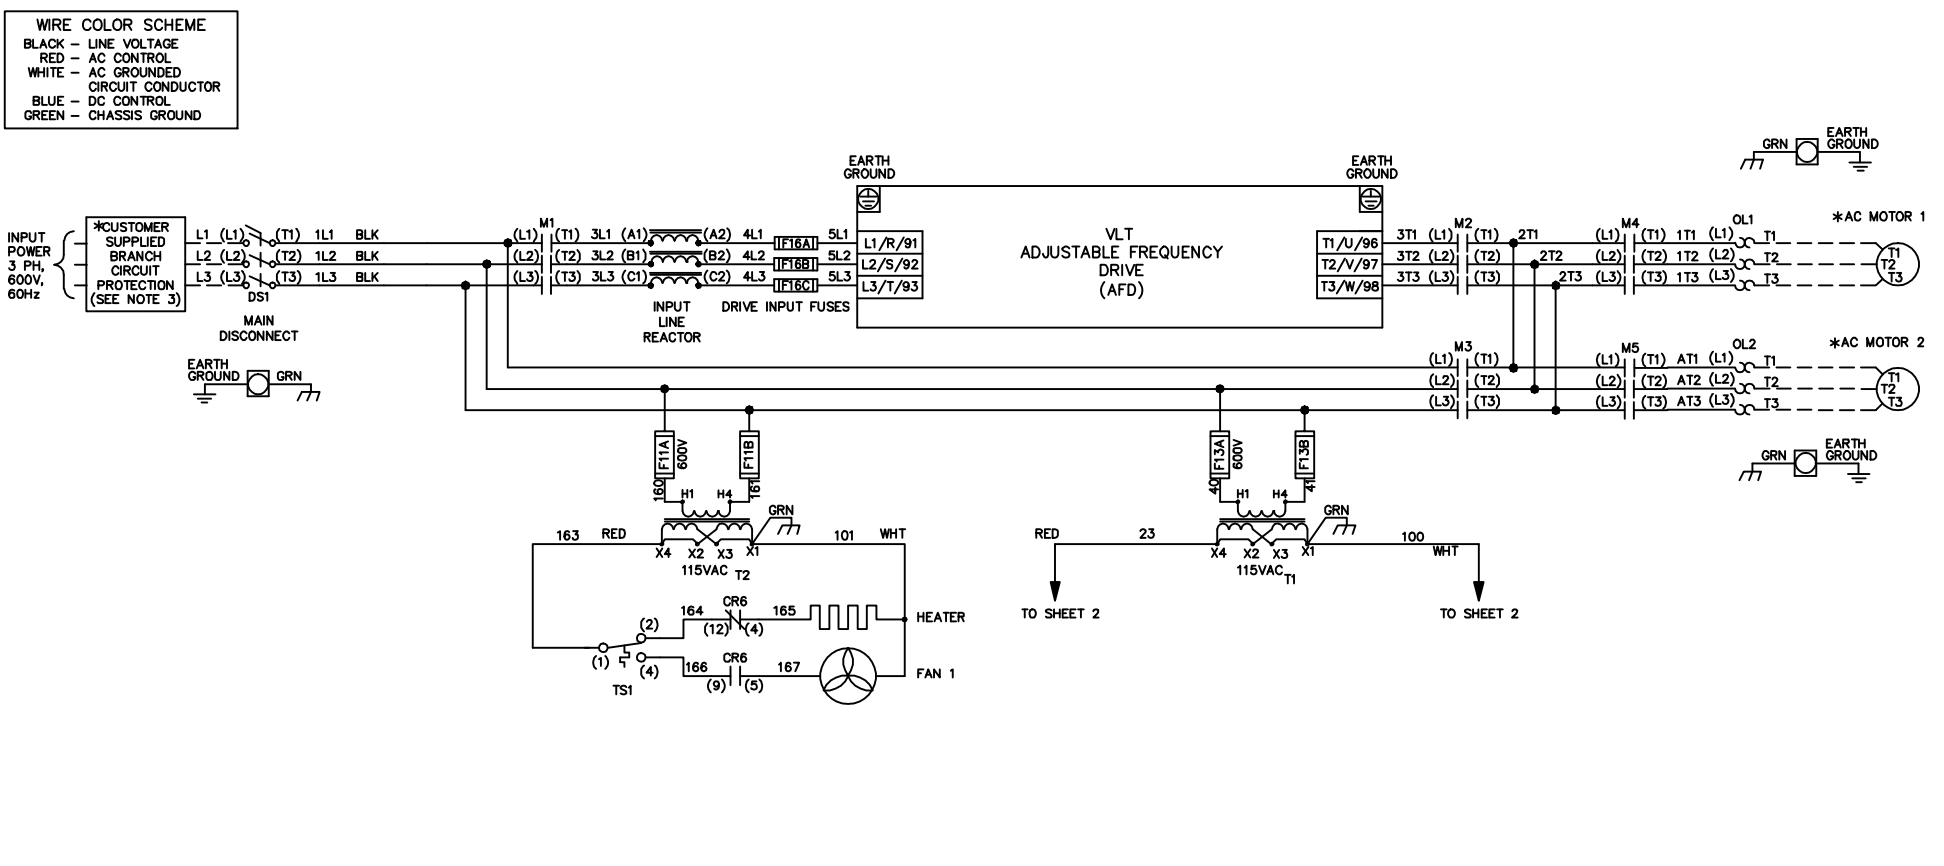 WIRE COLOR SCHEME
BLACK – LINE VOLTAGE
RED – AC CONTROL
WHITE – AC GROUNDED
CIRCUIT CONDUCTOR
BLUE – DC CONTROL
GREEN – CHASSIS GROUND
INPUT
POWER
3 PH,
600V,
60Hz
*CUSTOMER
SUPPLIED
BRANCH
CIRCUIT
PROTECTION
(SEE NOTE 3)
L1 (L1) (T1) 1L1 BLK
L2 (L2) (T2) 1L2 BLK
L3 (L3) (T3) 1L3 BLK
DS1
MAIN
DISCONNECT
EARTH
GROUND GRN
M1
(L1) (T1) 3L1 (A1) (A2) 4L1 F16A 5L1
(L2) (T2) 3L2 (B1) (B2) 4L2 F16B 5L2
(L3) (T3) 3L3 (C1) (C2) 4L3 F16C 5L3
INPUT
LINE
REACTOR
DRIVE INPUT FUSES
EARTH
GROUND
EARTH
GROUND
L1/R/91
L2/S/92
L3/T/93
VLT
ADJUSTABLE FREQUENCY
DRIVE
(AFD)
T1/U/96
T2/V/97
T3/W/98
M2 M4 OL1
3T1 (L1) (T1) 2T1 (L1) (T1) 1T1 (L1) T1
3T2 (L2) (T2) 2T2 (L2) (T2) 1T2 (L2) T2
3T3 (L3) (T3) 2T3 (L3) (T3) 1T3 (L3) T3
GRN EARTH
GROUND
*AC MOTOR 1
T1
T2
T3
M3 M5 OL2
(L1) (T1) (L1) (T1) AT1 (L1) T1
(L2) (T2) (L2) (T2) AT2 (L2) T2
(L3) (T3) (L3) (T3) AT3 (L3) T3
*AC MOTOR 2
T1
T2
T3
GRN EARTH
GROUND
F11A
600V
F11B
160
161
H1 H4
GRN
163 RED
101 WHT
X4 X2 X3 X1
115VAC T2
164 CR6 165
(12) (4)
HEATER
(2)
(1)
(4)
TS1
166 CR6 167
(9) (5)
FAN 1
F13A
600V
F13B
40
41
H1 H4
GRN
RED 23
100
WHT
X4 X2 X3 X1
115VAC T1
TO SHEET 2
TO SHEET 2